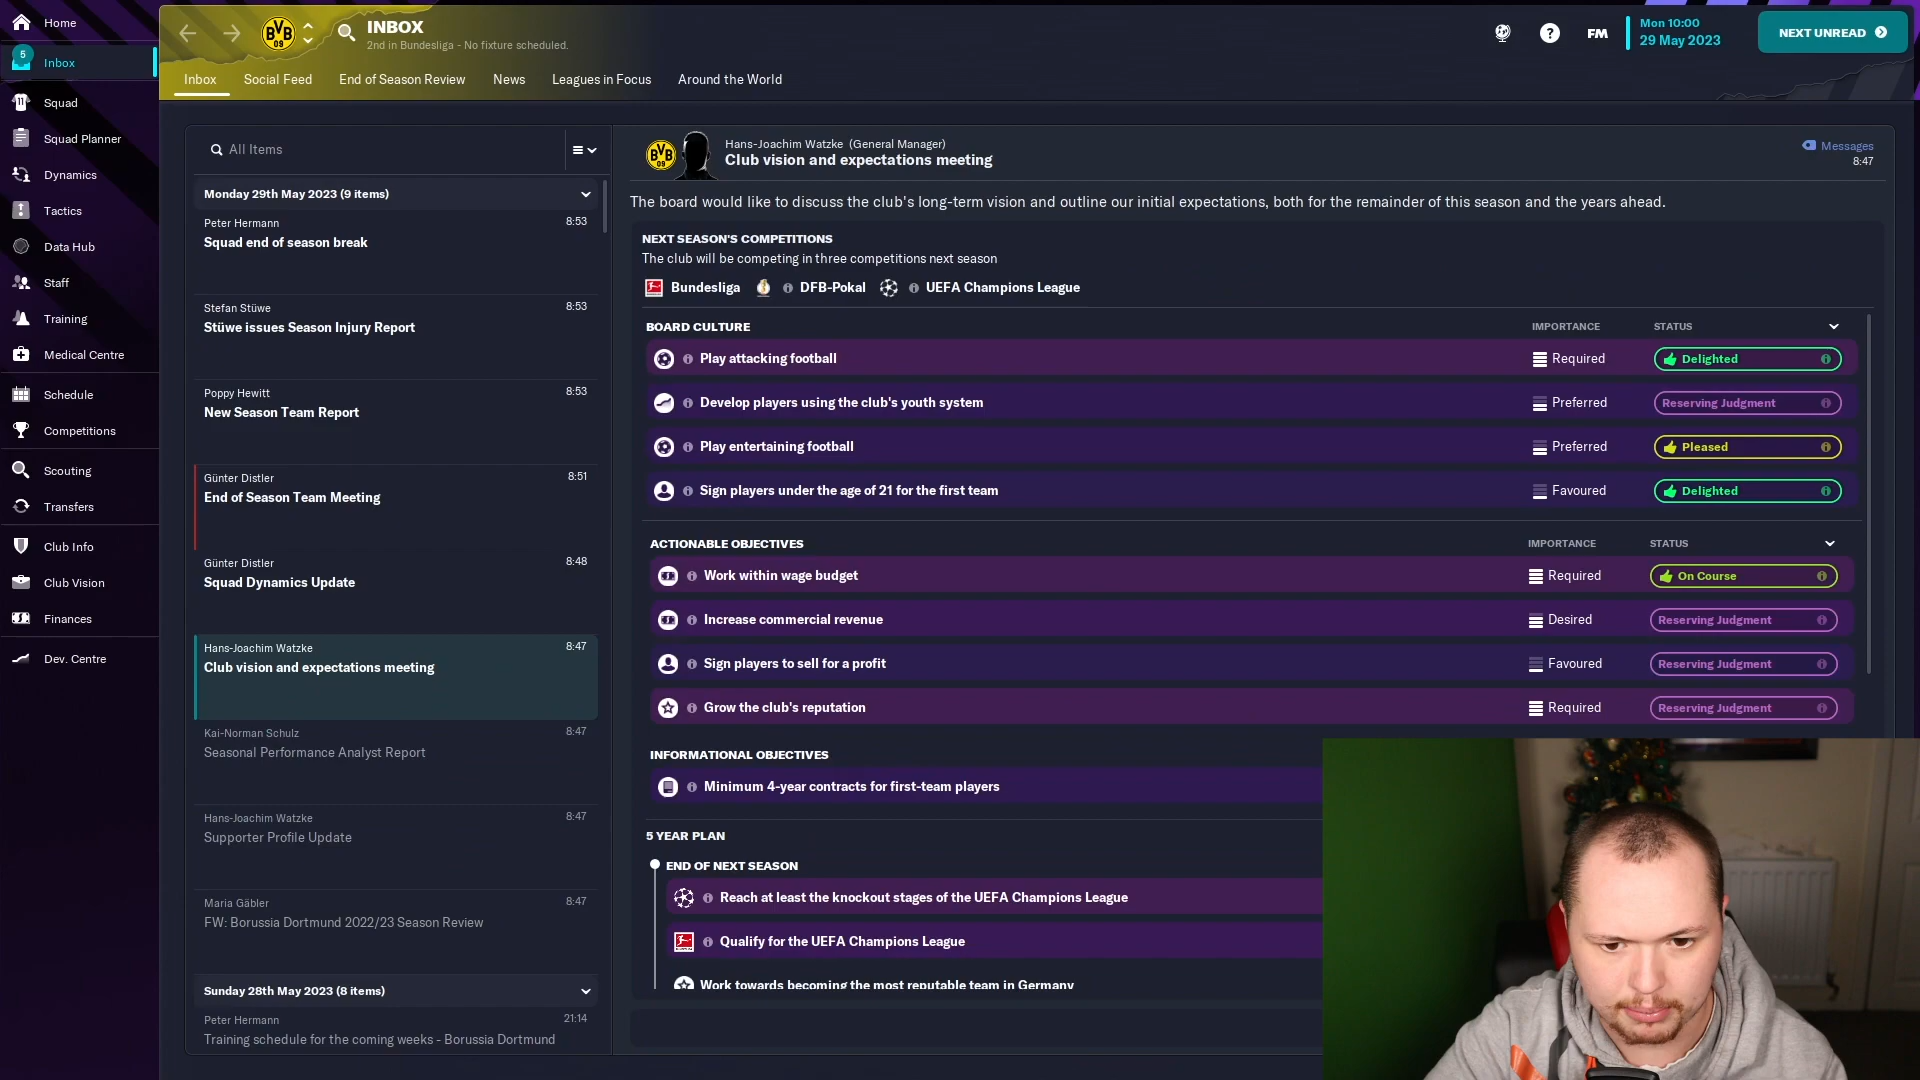 Home
5
Inbox
Squad
Squad Planner
Dynamics
Tactics
Data Hub
Staff
Training
Medical Centre
Schedule
Competitions
Scouting
Transfers
Club Info
Club Vision
Finances
Dev. Centre
BVB 09
INBOX
2nd in Bundesliga - No fixture scheduled.
FM
Mon 10:00
29 May 2023
NEXT UNREAD
Inbox Social Feed End of Season Review News Leagues in Focus Around the World
All Items
Monday 29th May 2023 (9 items)
Peter Hermann 8:53
Squad end of season break
Stefan Stüwe 8:53
Stüwe issues Season Injury Report
Poppy Hewitt 8:53
New Season Team Report
Günter Distler 8:51
End of Season Team Meeting
Günter Distler 8:48
Squad Dynamics Update
Hans-Joachim Watzke 8:47
Club vision and expectations meeting
Kai-Norman Schulz 8:47
Seasonal Performance Analyst Report
Hans-Joachim Watzke 8:47
Supporter Profile Update
Maria Gäbler 8:47
FW: Borussia Dortmund 2022/23 Season Review
Sunday 28th May 2023 (8 items)
Peter Hermann 21:14
Training schedule for the coming weeks - Borussia Dortmund
BVB 09
Hans-Joachim Watzke (General Manager)
Club vision and expectations meeting
Messages
8:47
The board would like to discuss the club's long-term vision and outline our initial expectations, both for the remainder of this season and the years ahead.
NEXT SEASON'S COMPETITIONS
The club will be competing in three competitions next season
Bundesliga DFB-Pokal UEFA Champions League
BOARD CULTURE IMPORTANCE STATUS
Play attacking football Required Delighted
Develop players using the club's youth system Preferred Reserving Judgment
Play entertaining football Preferred Pleased
Sign players under the age of 21 for the first team Favoured Delighted
ACTIONABLE OBJECTIVES IMPORTANCE STATUS
Work within wage budget Required On Course
Increase commercial revenue Desired Reserving Judgment
Sign players to sell for a profit Favoured Reserving Judgment
Grow the club's reputation Required Reserving Judgment
INFORMATIONAL OBJECTIVES
Minimum 4-year contracts for first-team players
5 YEAR PLAN
END OF NEXT SEASON
Reach at least the knockout stages of the UEFA Champions League
Qualify for the UEFA Champions League
Work towards becoming the most reputable team in Germany